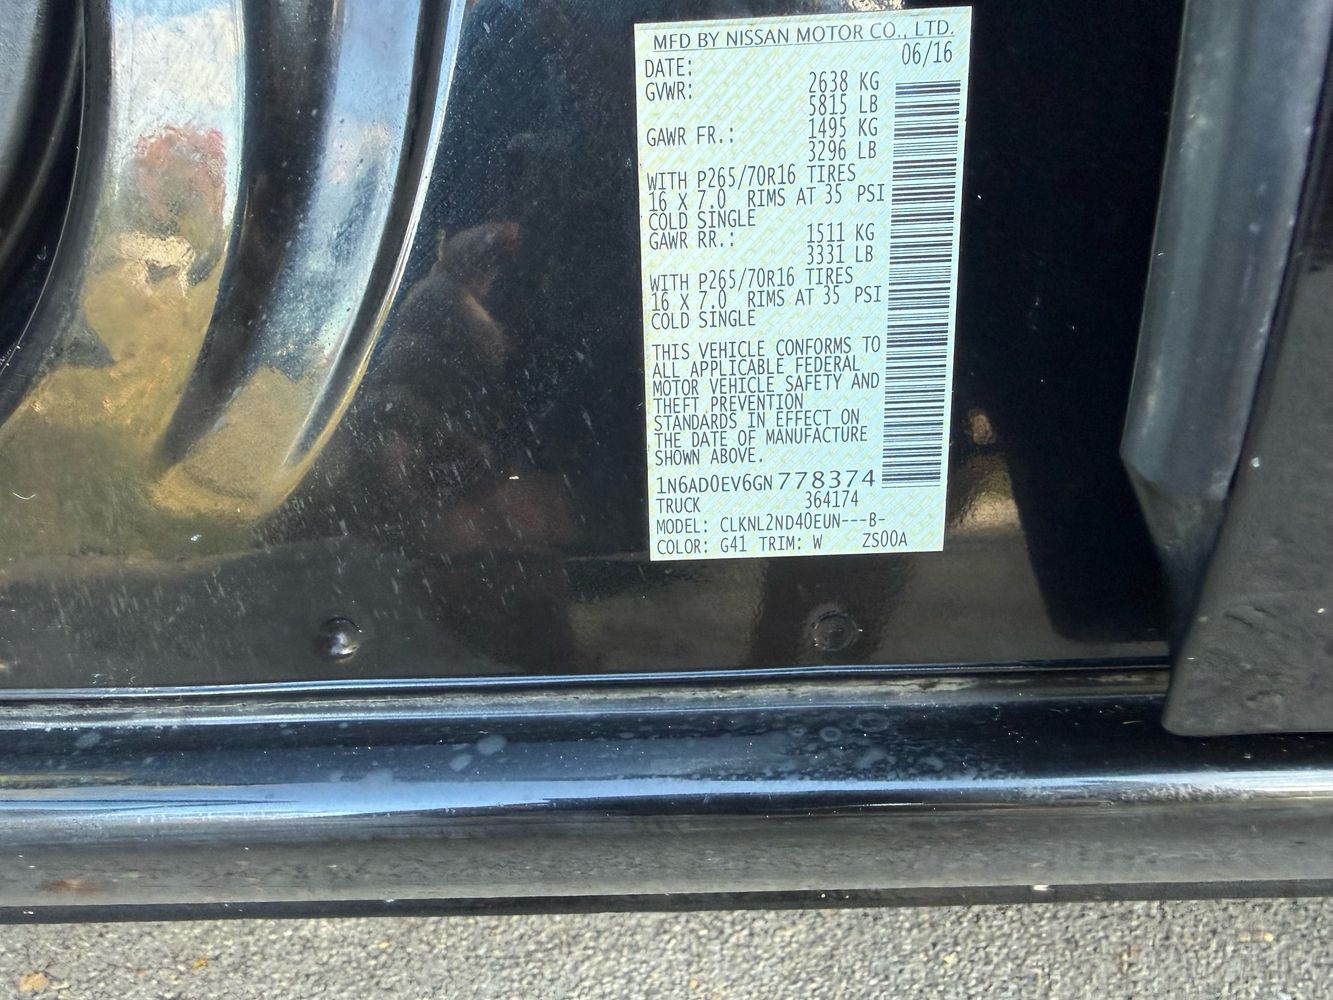 MFD BY NISSAN MOTOR CO., LTD.
DATE: 06/16
GVWR: 2638 KG
5815 LB
GAWR FR.: 1495 KG
3296 LB
WITH P265/70R16 TIRES
16 X 7.0 RIMS AT 35 PSI
COLD SINGLE
GAWR RR.: 1511 KG
3331 LB
WITH P265/70R16 TIRES
16 X 7.0 RIMS AT 35 PSI
COLD SINGLE
THIS VEHICLE CONFORMS TO
ALL APPLICABLE FEDERAL
MOTOR VEHICLE SAFETY AND
THEFT PREVENTION
STANDARDS IN EFFECT ON
THE DATE OF MANUFACTURE
SHOWN ABOVE.
1N6AD0EV6GN778374
TRUCK 364174
MODEL: CLKNL2ND40EUN---B-
COLOR: G41 TRIM: W ZS00A